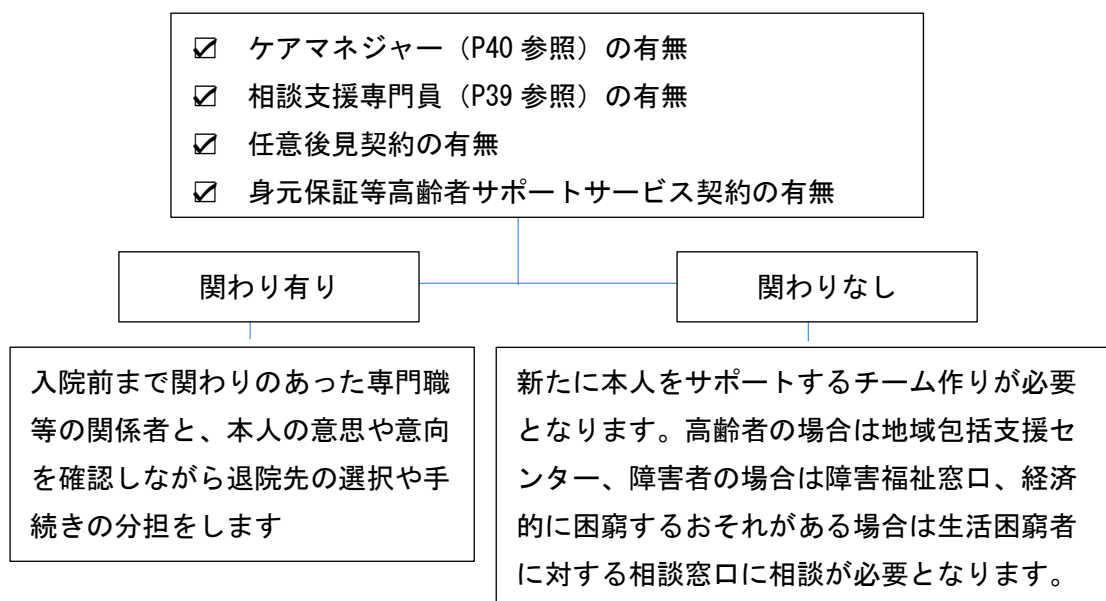 ☑ ケアマネジャー（P40 参照）の有無
☑ 相談支援専門員（P39 参照）の有無
☑ 任意後見契約の有無
☑ 身元保証等高齢者サポートサービス契約の有無
関わり有り
関わりなし
入院前まで関わりのあった専門職
等の関係者と、本人の意思や意向
を確認しながら退院先の選択や手
続きの分担をします
新たに本人をサポートするチーム作りが必要
となります。高齢者の場合は地域包括支援セ
ンター、障害者の場合は障害福祉窓口、経済
的に困窮するおそれがある場合は生活困窮者
に対する相談窓口に相談が必要となります。